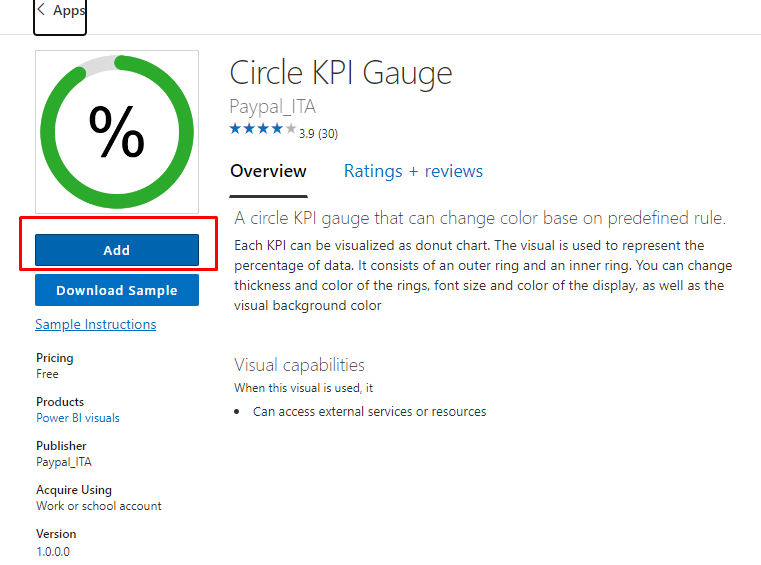 Apps
%
Circle KPI Gauge
Paypal_ITA
3.9 (30)
Overview
Ratings + reviews
Add
Download Sample
Sample Instructions
Pricing
Free
Products
Power BI visuals
Publisher
Paypal_ITA
Acquire Using
Work or school account
Version
1.0.0.0
A circle KPI gauge that can change color base on predefined rule.
Each KPI can be visualized as donut chart. The visual is used to represent the
percentage of data. It consists of an outer ring and an inner ring. You can change
thickness and color of the rings, font size and color of the display, as well as the
visual background color
Visual capabilities
When this visual is used, it
• Can access external services or resources